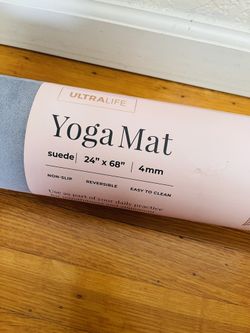 ULTRALIFE
Yoga Mat
suede | 24" x 68" | 4mm
NON-SLIP REVERSIBLE EASY TO CLEAN
Use as part of your daily practice